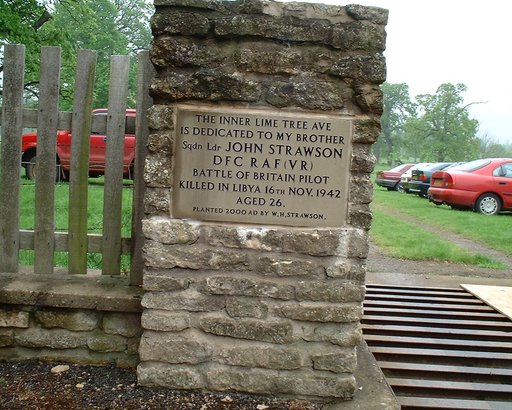 THE INNER LIME TREE AVE
IS DEDICATED TO MY BROTHER
Sqdn Ldr JOHN STRAWSON
DFC RAF(VR)
BATTLE OF BRITAIN PILOT
KILLED IN LIBYA 16TH NOV. 1942
AGED 26.
PLANTED 2000 AD BY W.H.STRAWSON.